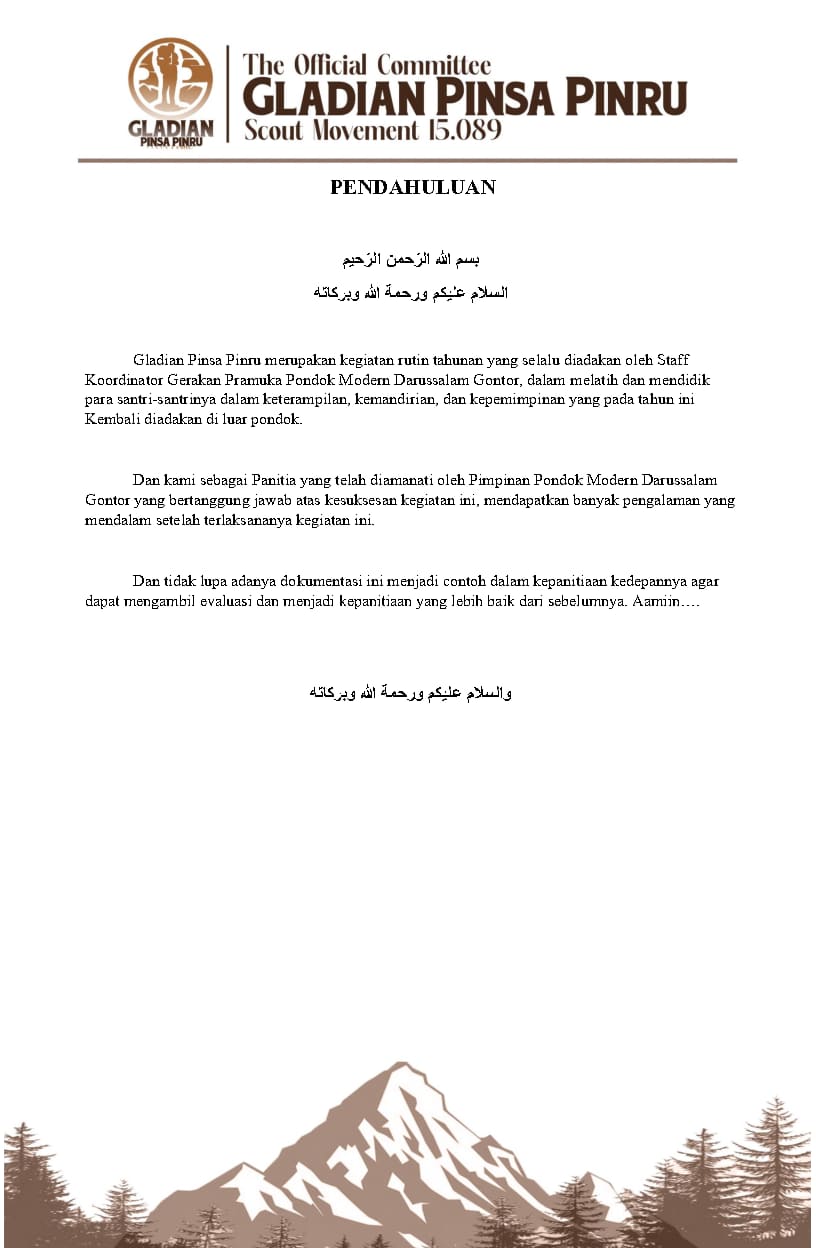 The Official Committee
GLADIAN PINSA PINRU
Scout Movement 15.089
GLADIAN
PINSA PINRU
PENDAHULUAN
بسم الله الرّحمن الرّحيم
السلام عليكم ورحمة الله وبركاته
Gladian Pinsa Pinru merupakan kegiatan rutin tahunan yang selalu diadakan oleh Staff
Koordinator Gerakan Pramuka Pondok Modern Darussalam Gontor, dalam melatih dan mendidik
para santri-santrinya dalam keterampilan, kemandirian, dan kepemimpinan yang pada tahun ini
Kembali diadakan di luar pondok.
Dan kami sebagai Panitia yang telah diamanati oleh Pimpinan Pondok Modern Darussalam
Gontor yang bertanggung jawab atas kesuksesan kegiatan ini, mendapatkan banyak pengalaman yang
mendalam setelah terlaksananya kegiatan ini.
Dan tidak lupa adanya dokumentasi ini menjadi contoh dalam kepanitiaan kedepannya agar
dapat mengambil evaluasi dan menjadi kepanitiaan yang lebih baik dari sebelumnya. Aamiin….
والسلام عليكم ورحمة الله وبركاته